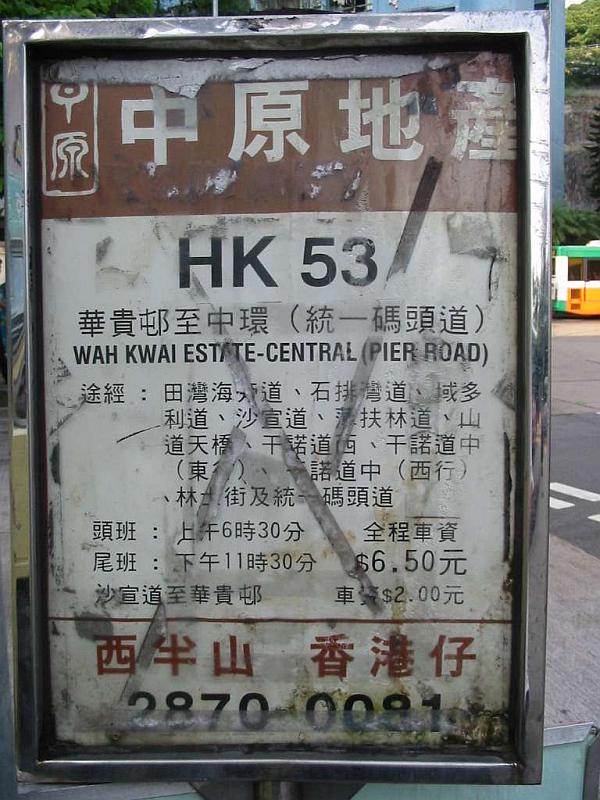 中原 中原地產
HK 53
華貴邨至中環（統一碼頭道）
WAH KWAI ESTATE-CENTRAL (PIER ROAD)
途經：田灣海旁道、石排灣道、域多
利道、沙宣道、薄扶林道、山
道天橋、干諾道西、干諾道中
（東行）、干諾道中（西行）
、林士街及統一碼頭道
頭班：上午6時30分 全程車資
尾班：下午11時30分 $6.50元
沙宣道至華貴邨 車資$2.00元
西半山 香港仔
2870 0081